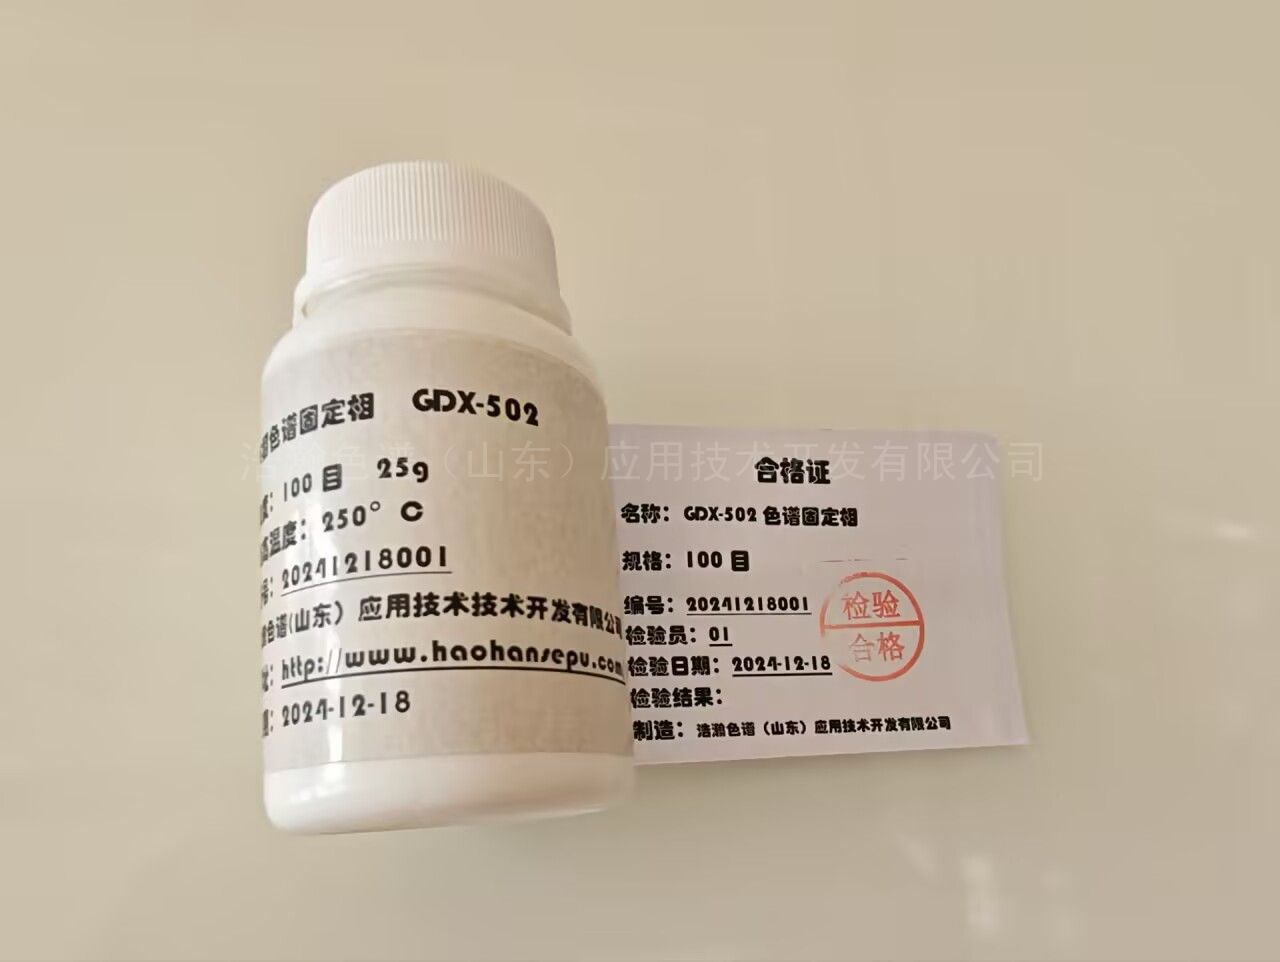 色谱固定相 GDX-502
度：100 目 25g
高温度：250° C
号：20241218001
色谱(山东）应用技术技术开发有限公司
址：http://www.haohansepu.com/
期：2024-12-18
合格证
名称：GDX-502 色谱固定相
规格：100 目
编号：20241218001
检验员：01
检验日期：2024-12-18
检验结果：
制造：浩瀚色谱（山东）应用技术开发有限公司
检验
合格
浩瀚色谱（山东）应用技术开发有限公司